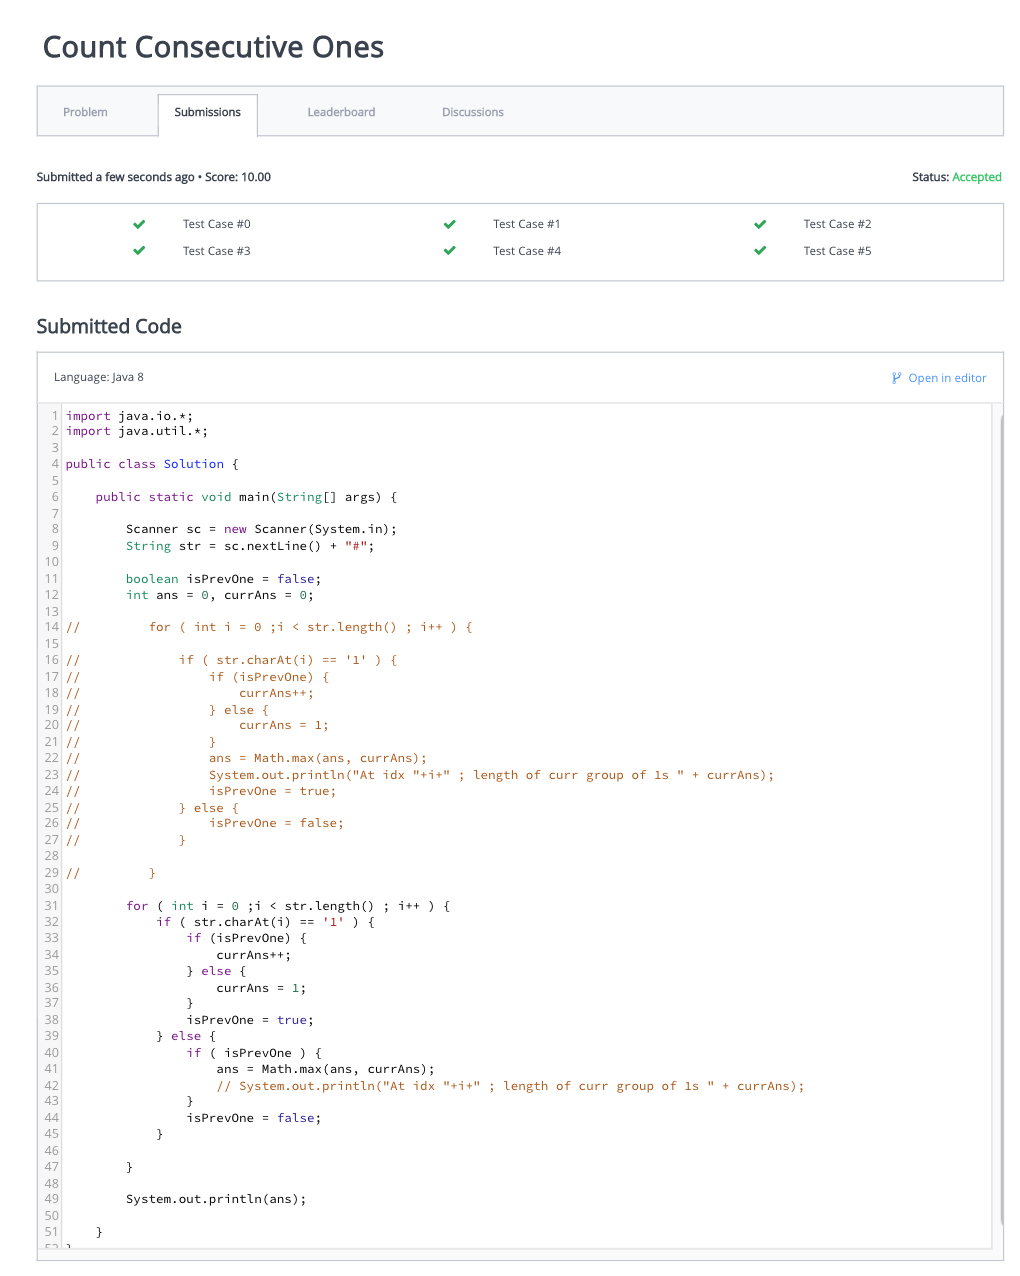 Count Consecutive Ones
Problem Submissions Leaderboard Discussions
Submitted a few seconds ago • Score: 10.00 Status: Accepted
Test Case #0 Test Case #1 Test Case #2
Test Case #3 Test Case #4 Test Case #5
Submitted Code
Language: Java 8 Open in editor
1 import java.io.*;
2 import java.util.*;
3
4 public class Solution {
5
6     public static void main(String[] args) {
7
8         Scanner sc = new Scanner(System.in);
9         String str = sc.nextLine() + "#";
10
11         boolean isPrevOne = false;
12         int ans = 0, currAns = 0;
13
14 //         for ( int i = 0 ;i < str.length() ; i++ ) {
15
16 //             if ( str.charAt(i) == '1' ) {
17 //                 if (isPrevOne) {
18 //                     currAns++;
19 //                 } else {
20 //                     currAns = 1;
21 //                 }
22 //                 ans = Math.max(ans, currAns);
23 //                 System.out.println("At idx "+i+" ; length of curr group of 1s " + currAns);
24 //                 isPrevOne = true;
25 //             } else {
26 //                 isPrevOne = false;
27 //             }
28
29 //         }
30
31         for ( int i = 0 ;i < str.length() ; i++ ) {
32             if ( str.charAt(i) == '1' ) {
33                 if (isPrevOne) {
34                     currAns++;
35                 } else {
36                     currAns = 1;
37                 }
38                 isPrevOne = true;
39             } else {
40                 if ( isPrevOne ) {
41                     ans = Math.max(ans, currAns);
42                     // System.out.println("At idx "+i+" ; length of curr group of 1s " + currAns);
43                 }
44                 isPrevOne = false;
45             }
46
47         }
48
49         System.out.println(ans);
50
51     }
52 }